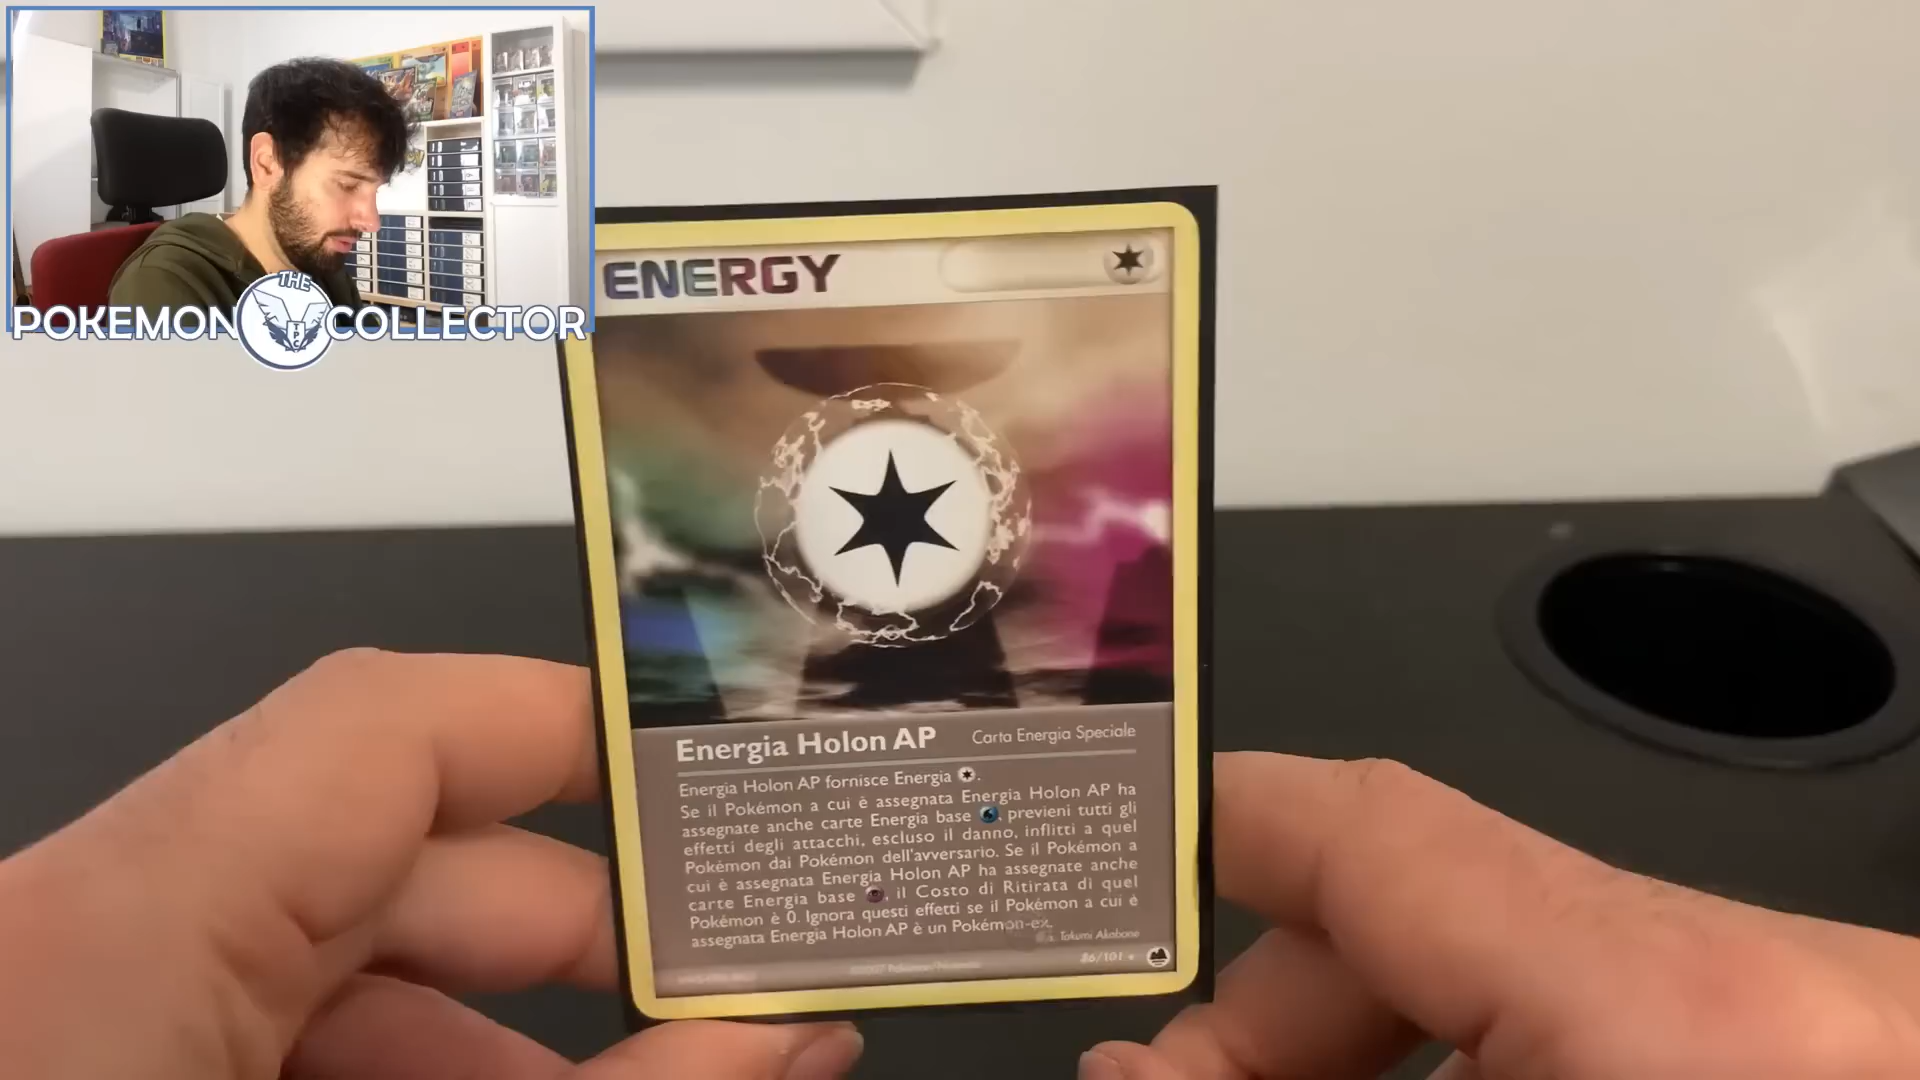 THE
POKEMON COLLECTOR
TPC
ENERGY
Energia Holon AP Carta Energia Speciale
Energia Holon AP fornisce Energia .
Se il Pokémon a cui è assegnata Energia Holon AP ha
assegnate anche carte Energia base , previeni tutti gli
effetti degli attacchi, escluso il danno, inflitti a quel
Pokémon dai Pokémon dell'avversario. Se il Pokémon a
cui è assegnata Energia Holon AP ha assegnate anche
carte Energia base , il Costo di Ritirata di quel
Pokémon è 0. Ignora questi effetti se il Pokémon a cui è
assegnata Energia Holon AP è un Pokémon-ex.
Takumi Akabane
86/101